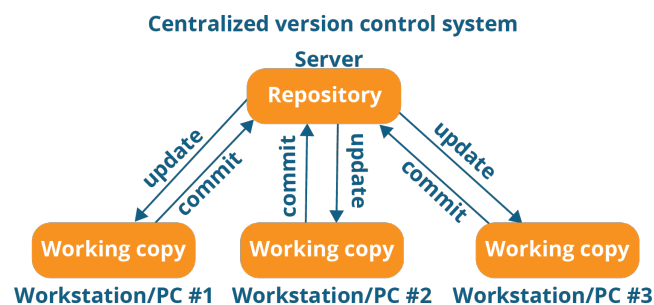 Centralized version control system
Server
Repository
update
commit
commit
update
commit
update
Working copy
Working copy
Working copy
Workstation/PC #1
Workstation/PC #2
Workstation/PC #3